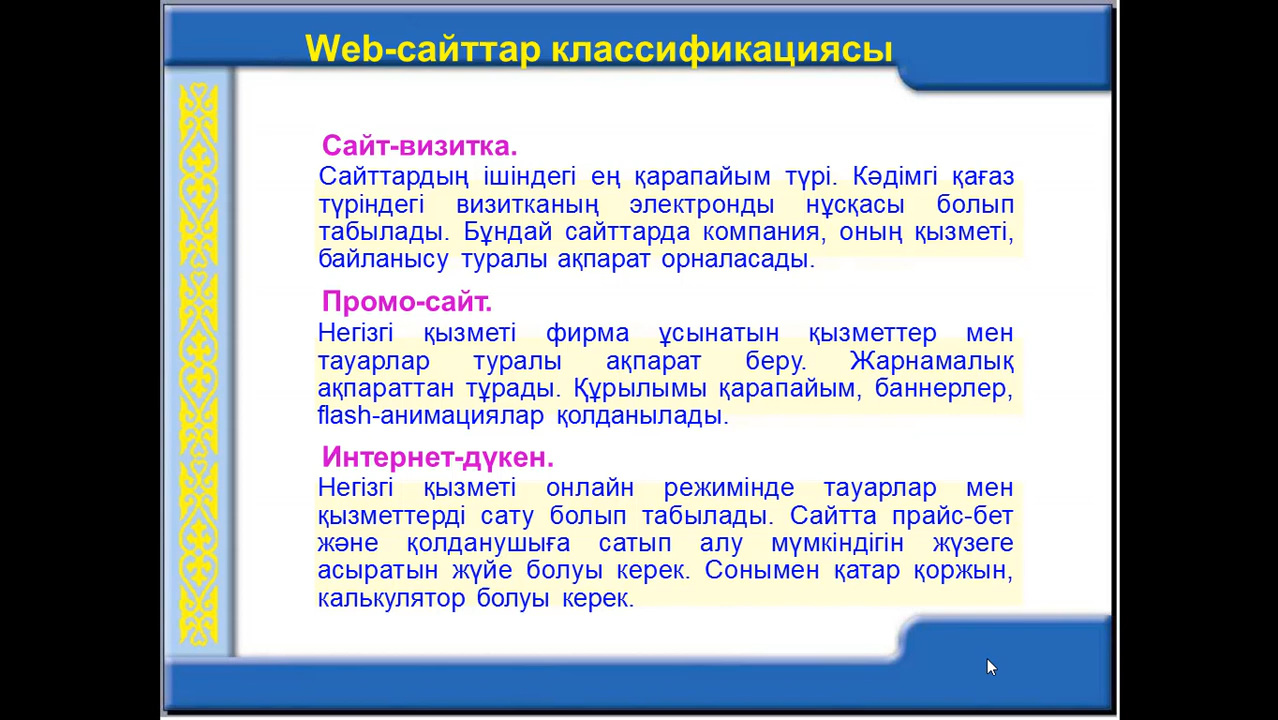 Web-сайттар классификациясы
Сайт-визитка.
Сайттардың ішіндегі ең қарапайым түрі. Кәдімгі қағаз
түріндегі визитканың электронды нұсқасы болып
табылады. Бұндай сайттарда компания, оның қызметі,
байланысу туралы ақпарат орналасады.
Промо-сайт.
Негізгі қызметі фирма ұсынатын қызметтер мен
тауарлар туралы ақпарат беру. Жарнамалық
ақпараттан тұрады. Құрылымы қарапайым, баннерлер,
flash-анимациялар қолданылады.
Интернет-дүкен.
Негізгі қызметі онлайн режимінде тауарлар мен
қызметтерді сату болып табылады. Сайтта прайс-бет
және қолданушыға сатып алу мүмкіндігін жүзеге
асыратын жүйе болуы керек. Сонымен қатар қоржын,
калькулятор болуы керек.